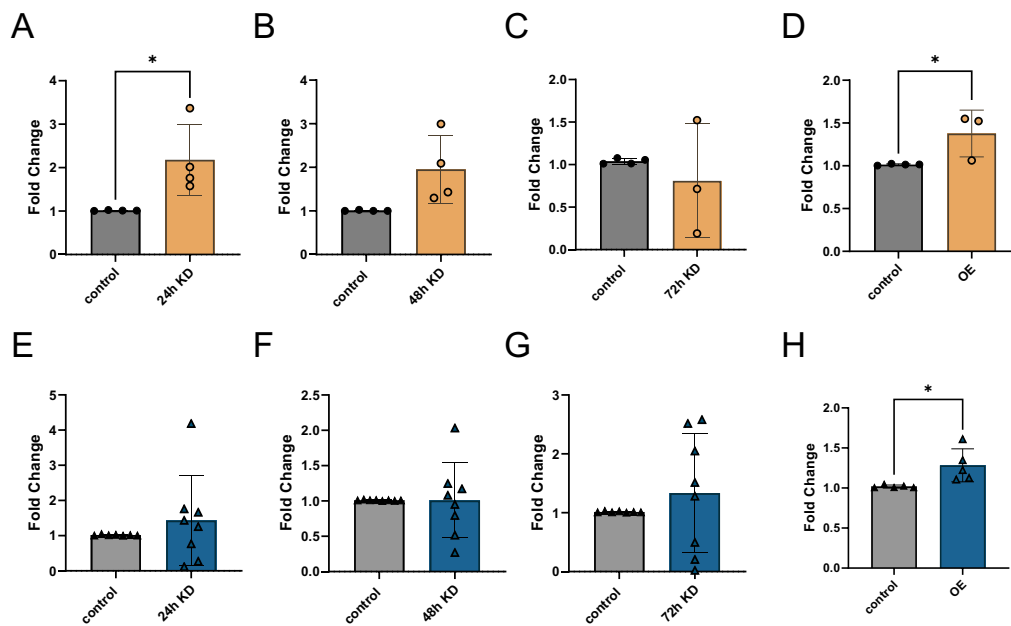 A
B
C
D
*
*
Fold Change
4
3
2
1
0
control
24h KD
Fold Change
4
3
2
1
0
control
48h KD
Fold Change
2.0
1.5
1.0
0.5
0.0
control
72h KD
Fold Change
2.0
1.5
1.0
0.5
0.0
control
OE
E
F
G
H
*
Fold Change
5
4
3
2
1
0
control
24h KD
Fold Change
2.5
2.0
1.5
1.0
0.5
0.0
control
48h KD
Fold Change
3
2
1
0
control
72h KD
Fold Change
2.0
1.5
1.0
0.5
0.0
control
OE